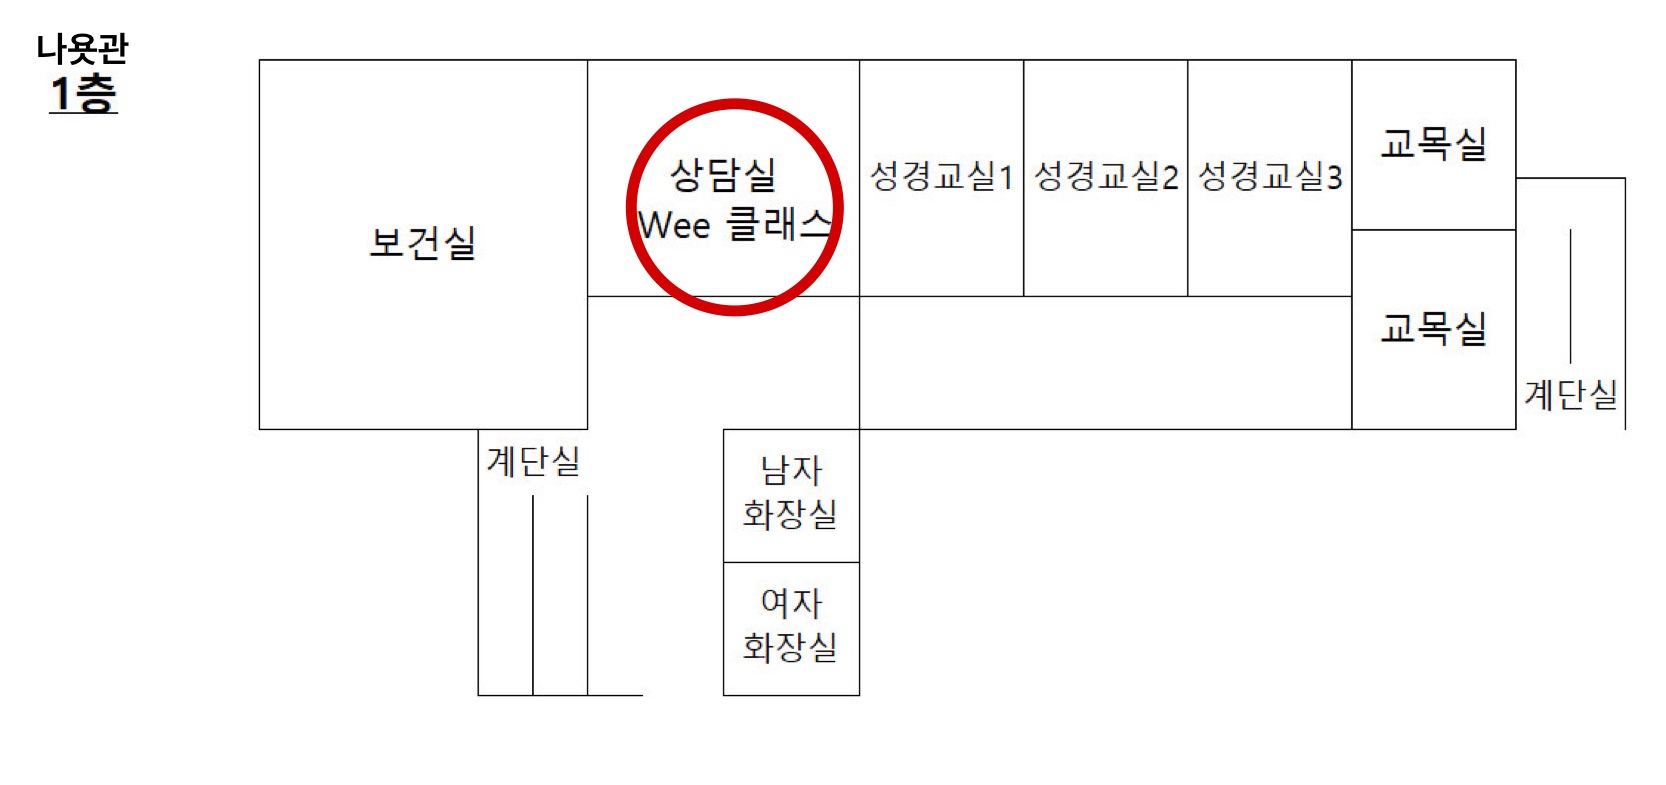 나욧관
1층
보건실
상담실
Wee 클래스
성경교실1
성경교실2
성경교실3
교목실
교목실
계단실
계단실
남자
화장실
여자
화장실